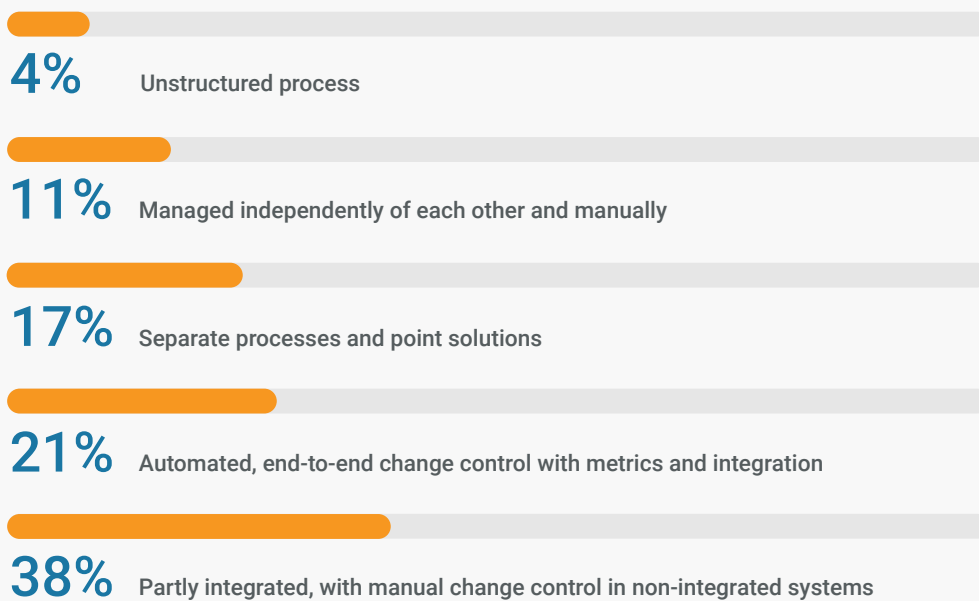 4% Unstructured process
11% Managed independently of each other and manually
17% Separate processes and point solutions
21% Automated, end-to-end change control with metrics and integration
38% Partly integrated, with manual change control in non-integrated systems